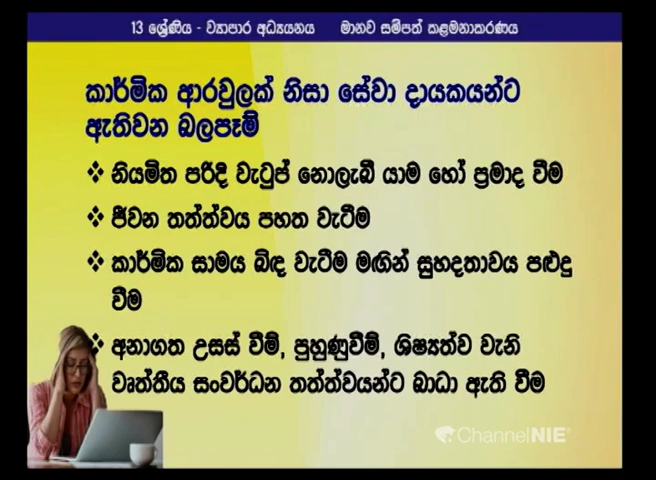 13 ශ්‍රේණිය - ව්‍යාපාර අධ්‍යයනය මානව සම්පත් කළමනාකරණය
කාර්මික ආරවුලක් නිසා සේවා දායකයන්ට
ඇතිවන බලපෑම්
❖ නියමිත පරිදි වැටුප් නොලැබී යාම හෝ ප්‍රමාද වීම
❖ ජීවන තත්ත්වය පහත වැටීම
❖ කාර්මික සාමය බිඳ වැටීම මඟින් සුහදතාවය පළුදු
වීම
❖ අනාගත උසස් වීම්, පුහුණුවීම්, ශිෂ්‍යත්ව වැනි
වෘත්තීය සංවර්ධන තත්ත්වයන්ට බාධා ඇති වීම
ChannelNIE